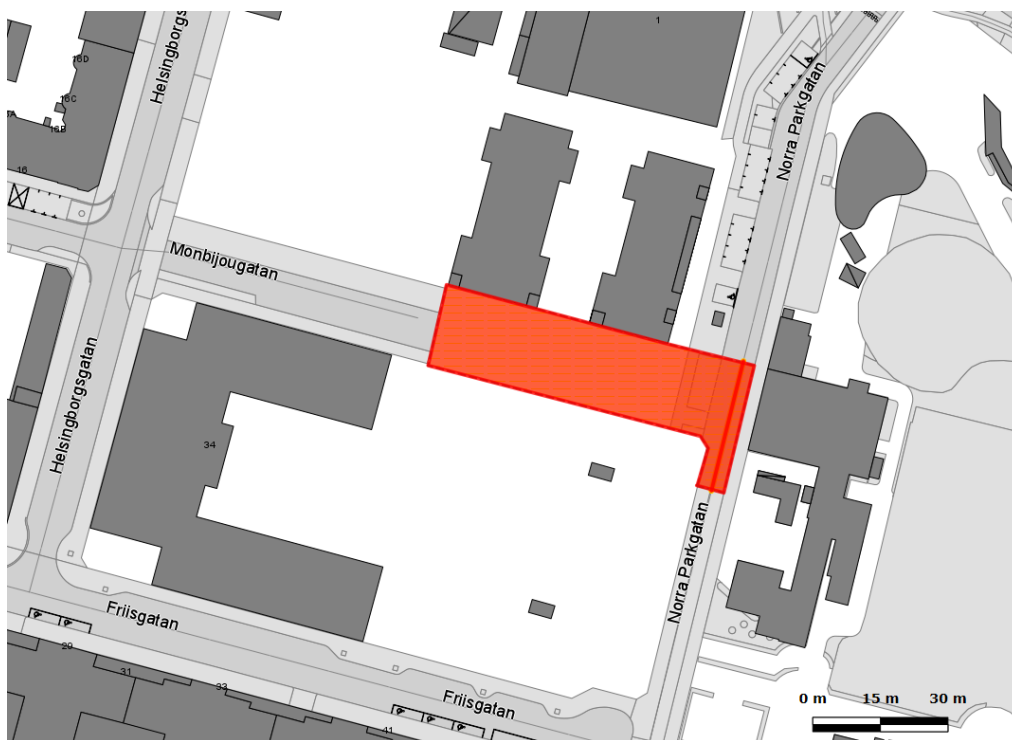 1
Helsingborgs
16D
16C
16B
16
Norra Parkgatan
Monbijougatan
Helsingborgsgatan
34
Norra Parkgatan
Friisgatan
29
31
33
Friisgatan
41
0 m 15 m 30 m